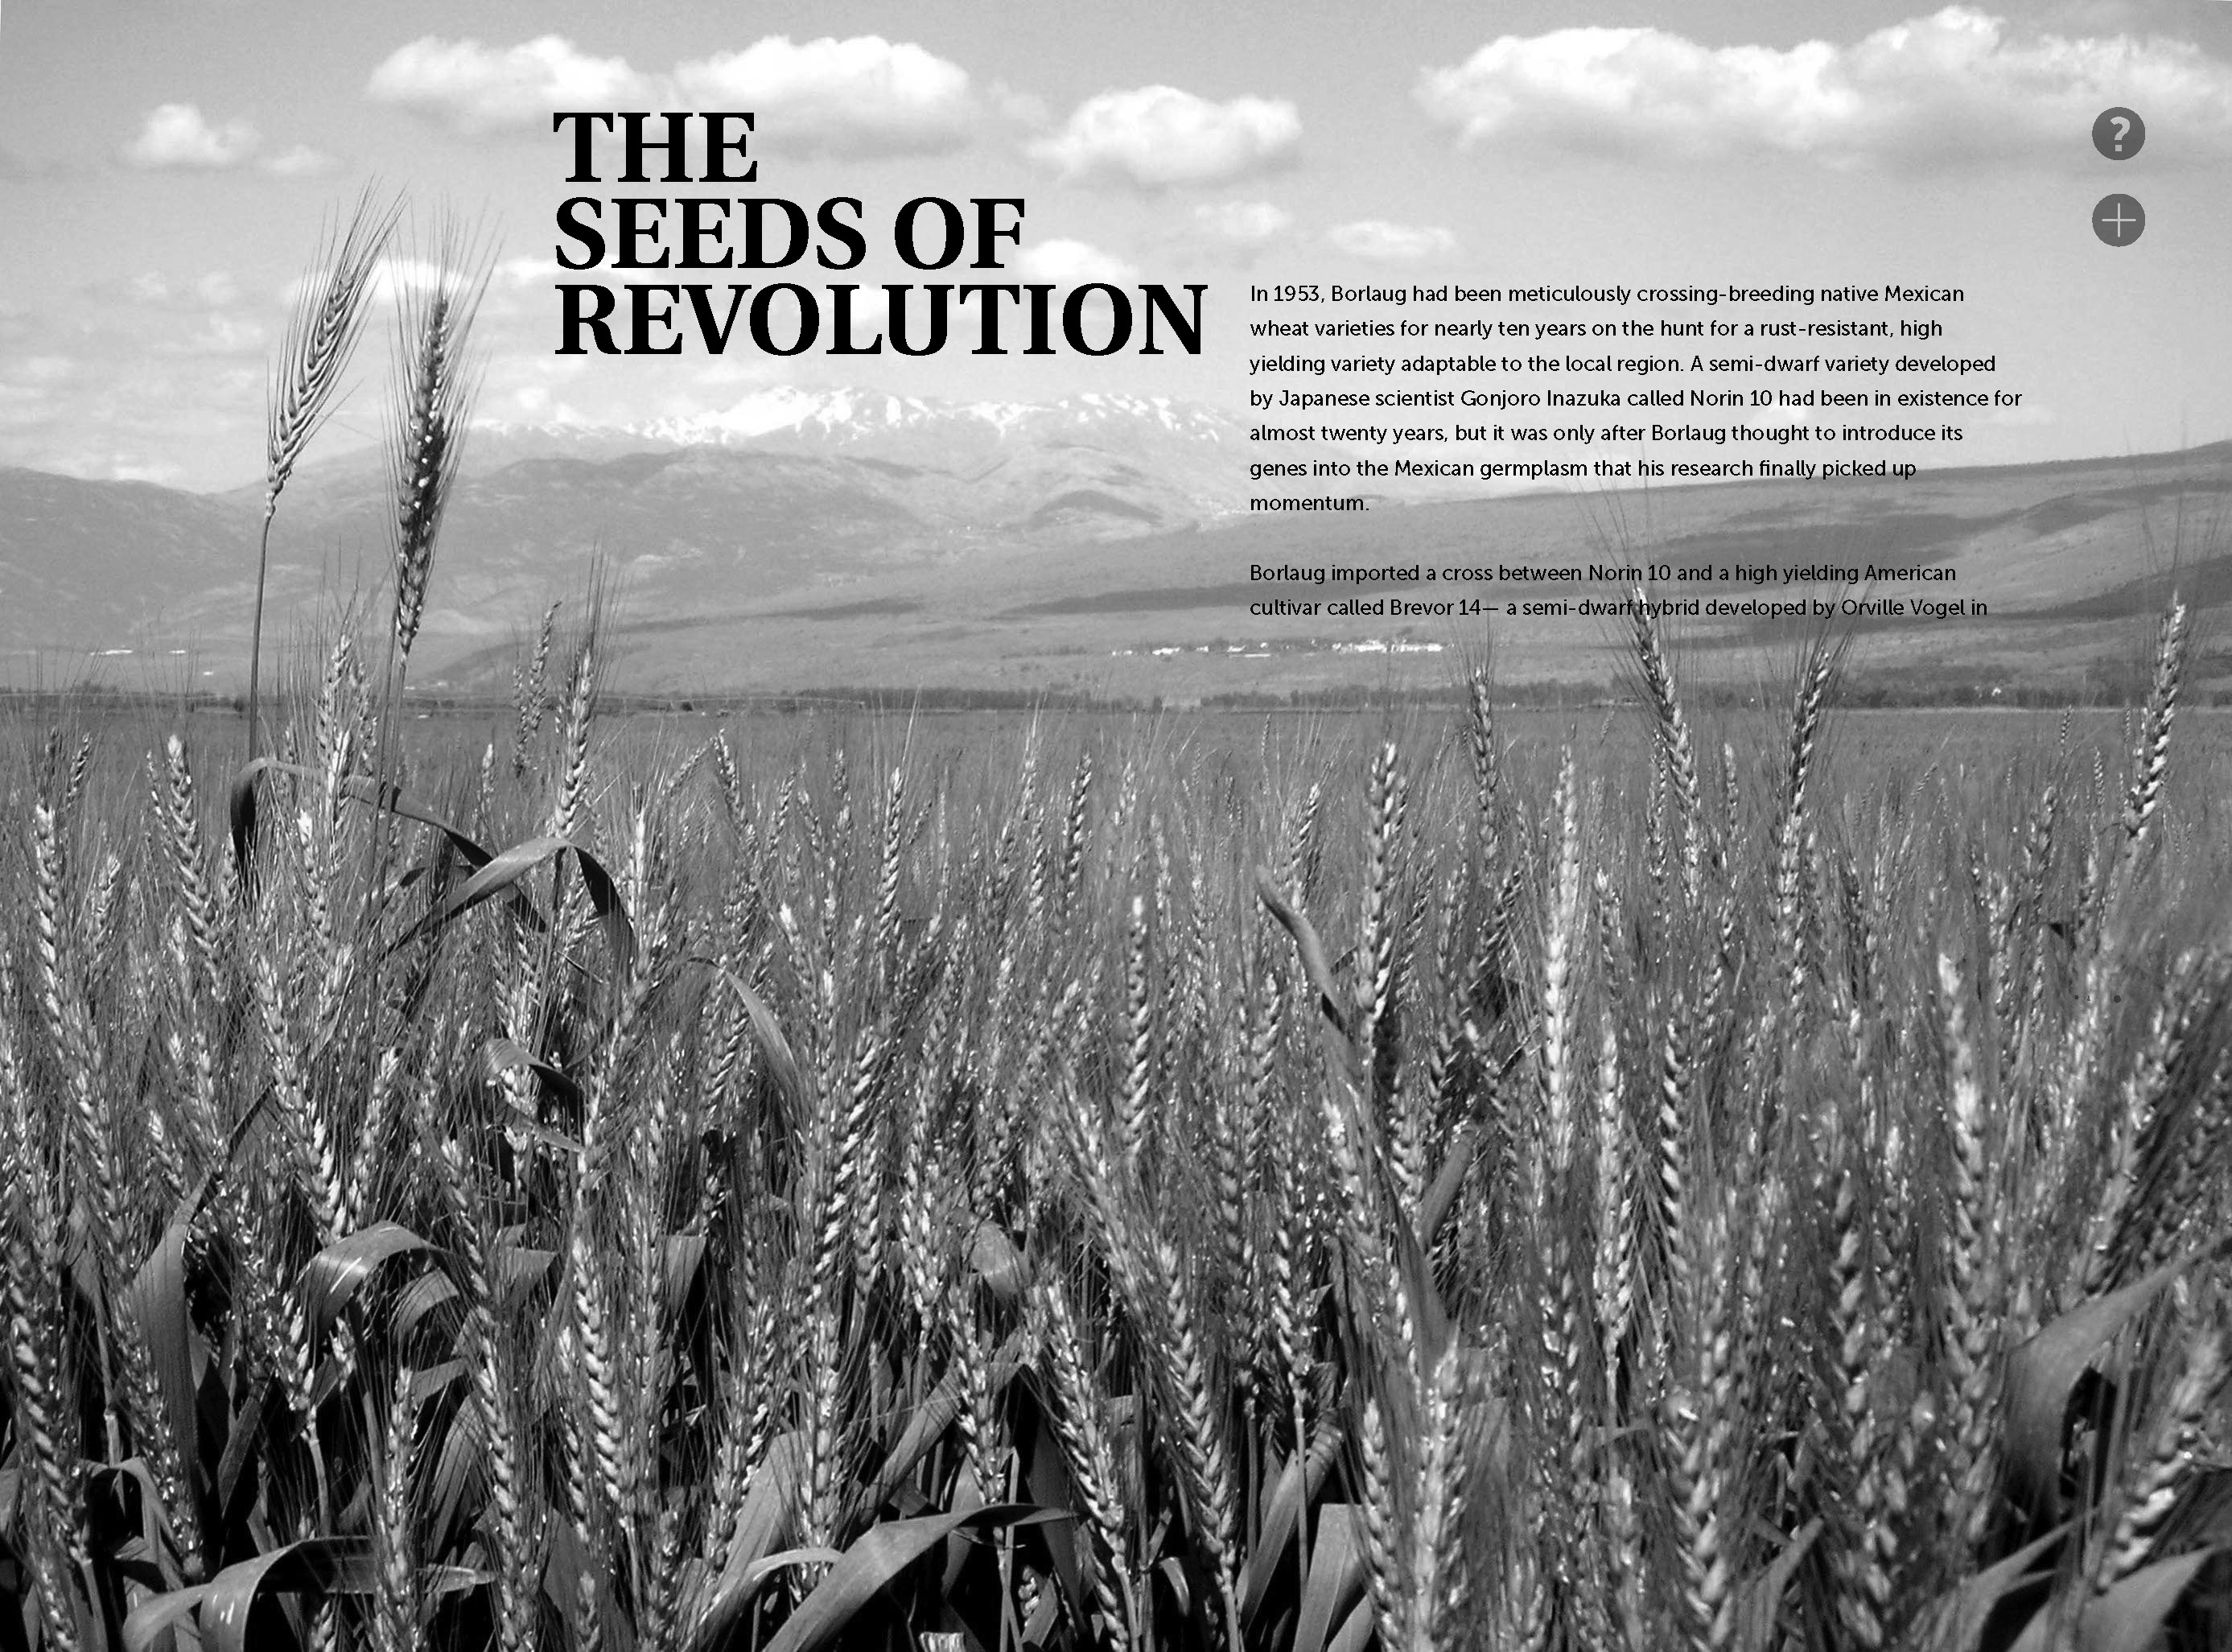 THE
SEEDS OF
REVOLUTION
In 1953, Borlaug had been meticulously crossing-breeding native Mexican
wheat varieties for nearly ten years on the hunt for a rust-resistant, high
yielding variety adaptable to the local region. A semi-dwarf variety developed
by Japanese scientist Gonjoro Inazuka called Norin 10 had been in existence for
almost twenty years, but it was only after Borlaug thought to introduce its
genes into the Mexican germplasm that his research finally picked up
momentum.
Borlaug imported a cross between Norin 10 and a high yielding American
cultivar called Brevor 14— a semi-dwarf hybrid developed by Orville Vogel in
?
+